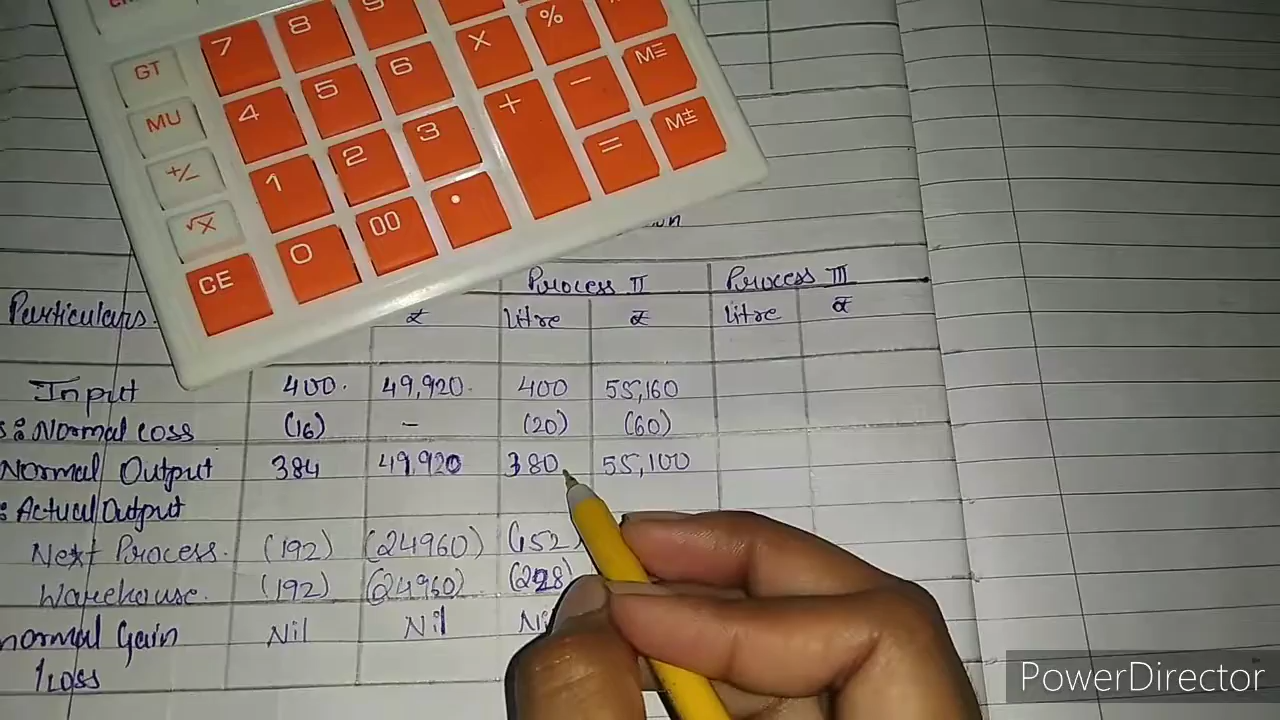 GT 7 8 9 × %
MU 4 5 6 + − M=
+/− 1 2 3 = M±
√x 0 00 •
CE
Process II Process III
Particulars. ₹ Litre ₹ Litre ₹
Input 400. 49,920. 400 55,160
Normal Loss (16) - (20) (60)
Normal Output 384 49,920 380 55,100
: Actual Output
Next Process. (192) (24960) (152)
Warehouse. (192) (24960). (228)
normal Gain Nil Nil
/Loss
PowerDirector